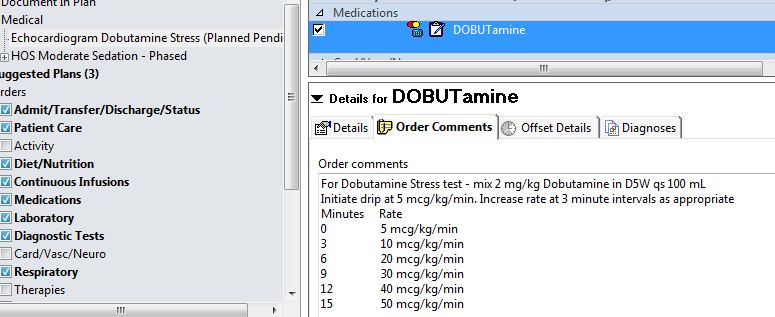 Document In Plan
Medical
Echocardiogram Dobutamine Stress (Planned Pendi
HOS Moderate Sedation - Phased
uggested Plans (3)
rders
Admit/Transfer/Discharge/Status
Patient Care
Activity
Diet/Nutrition
Continuous Infusions
Medications
Laboratory
Diagnostic Tests
Card/Vasc/Neuro
Respiratory
Therapies
Medications
DOBUTamine
Details for DOBUTamine
Details Order Comments Offset Details Diagnoses
Order comments
For Dobutamine Stress test - mix 2 mg/kg Dobutamine in D5W qs 100 mL
Initiate drip at 5 mcg/kg/min. Increase rate at 3 minute intervals as appropriate
Minutes Rate
0 5 mcg/kg/min
3 10 mcg/kg/min
6 20 mcg/kg/min
9 30 mcg/kg/min
12 40 mcg/kg/min
15 50 mcg/kg/min